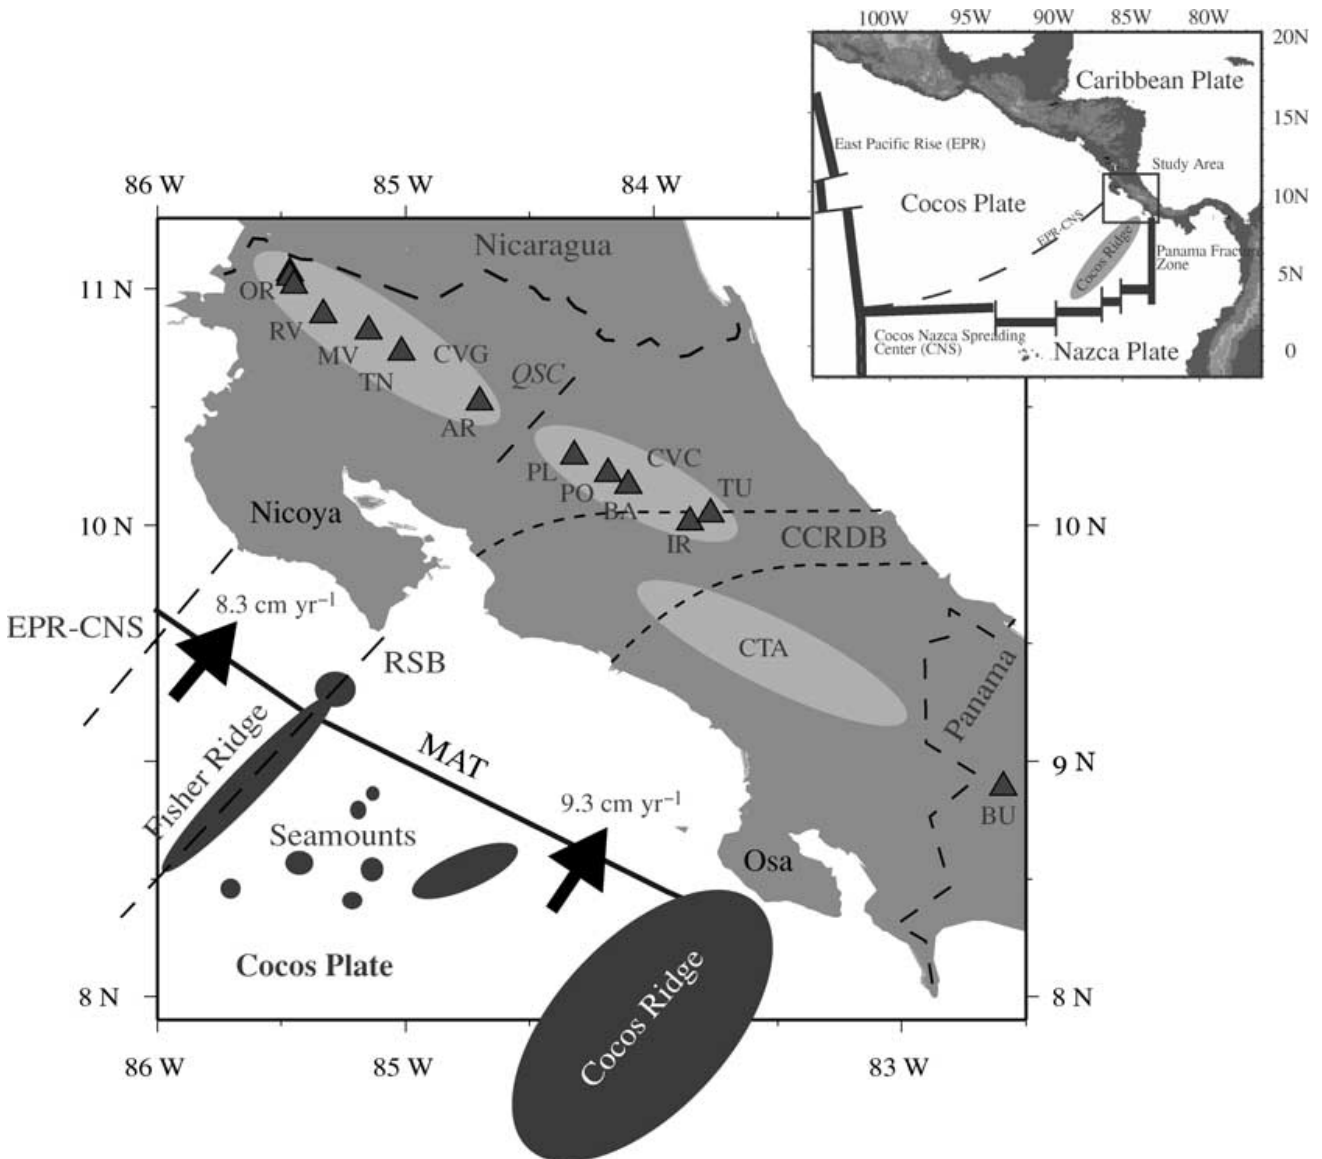 100W 95W 90W 85W 80W
20N
Caribbean Plate
15N
East Pacific Rise (EPR)
Study Area
10N
Cocos Plate
EPR-CNS
Cocos Ridge
Panama Fracture
Zone
5N
Cocos Nazca Spreading
Center (CNS)
Nazca Plate
0
86 W 85 W 84 W
Nicaragua
11 N
OR
RV
MV
CVG
TN
QSC
AR
CVC
PL
TU
PO
BA
Nicoya
10 N
10 N
IR
CCRDB
8.3 cm yr⁻¹
EPR-CNS
RSB
CTA
Panama
Fisher Ridge
MAT
9 N
9.3 cm yr⁻¹
BU
Seamounts
Osa
Cocos Plate
8 N
8 N
Cocos Ridge
86 W 85 W 83 W